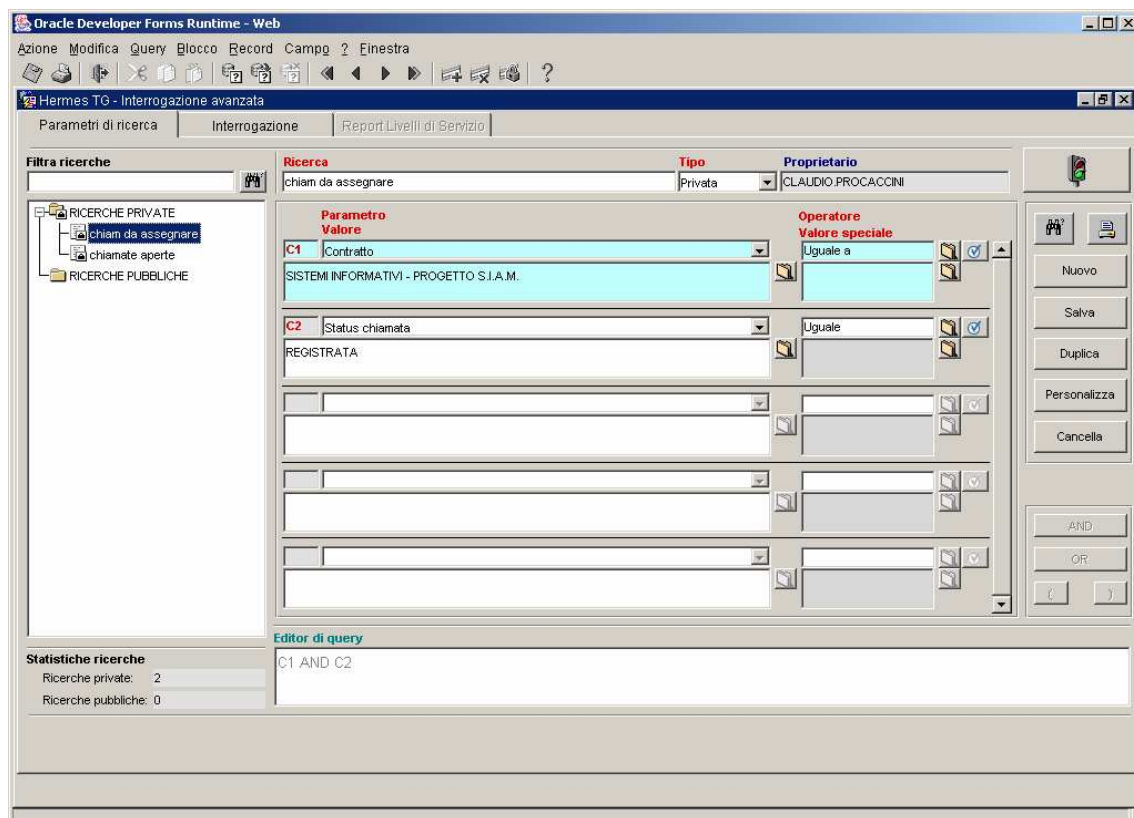 Oracle Developer Forms Runtime - Web
Azione Modifica Query Blocco Record Campo ? Finestra
Hermes TG - Interrogazione avanzata
Parametri di ricerca Interrogazione Report Livelli di Servizio
Filtra ricerche Ricerca Tipo Proprietario
chiam da assegnare Privata CLAUDIO.PROCACCINI
RICERCHE PRIVATE
chiam da assegnare
chiamate aperte
RICERCHE PUBBLICHE
Parametro Operatore
Valore Valore speciale
C1 Contratto Uguale a
SISTEMI INFORMATIVI - PROGETTO S.I.A.M.
C2 Status chiamata Uguale
REGISTRATA
Nuovo
Salva
Duplica
Personalizza
Cancella
AND
OR
( )
Editor di query
C1 AND C2
Statistiche ricerche
Ricerche private: 2
Ricerche pubbliche: 0